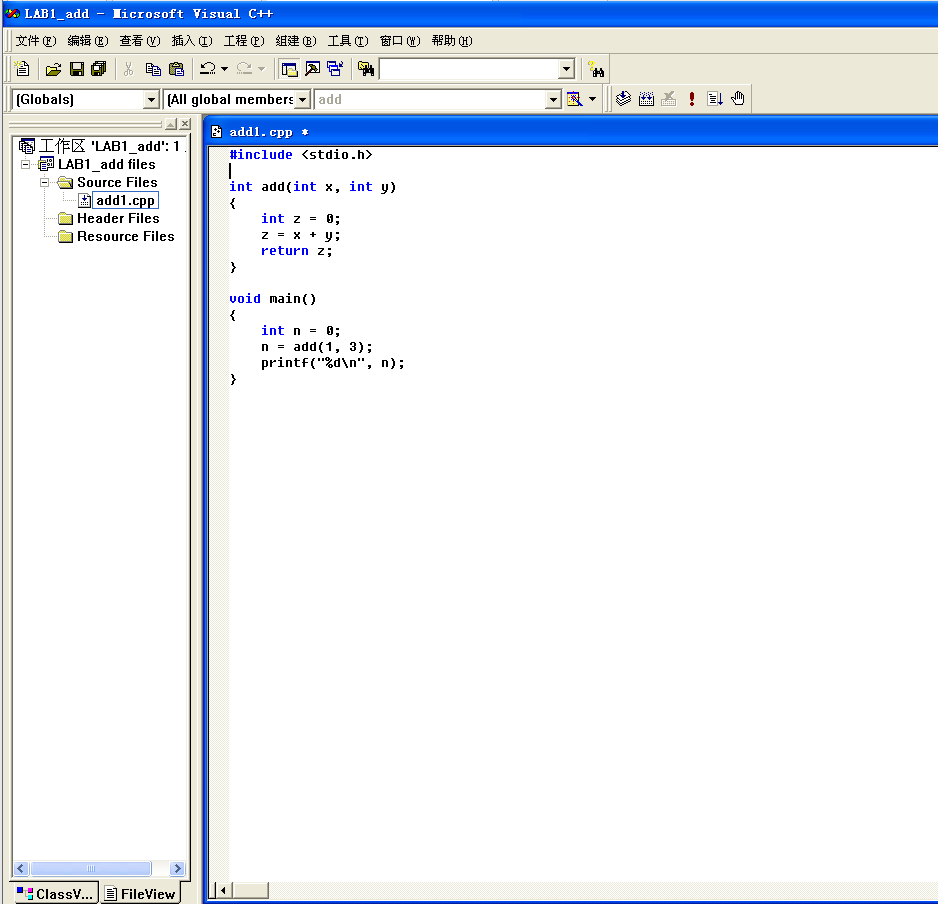 LAB1_add - Microsoft Visual C++
文件(F) 编辑(E) 查看(V) 插入(I) 工程(P) 组建(B) 工具(T) 窗口(W) 帮助(H)
(Globals) (All global members add
工作区 'LAB1_add': 1
LAB1_add files
Source Files
add1.cpp
Header Files
Resource Files
ClassV... FileView
add1.cpp *
#include <stdio.h>
int add(int x, int y)
{
    int z = 0;
    z = x + y;
    return z;
}
void main()
{
    int n = 0;
    n = add(1, 3);
    printf("%d\n", n);
}